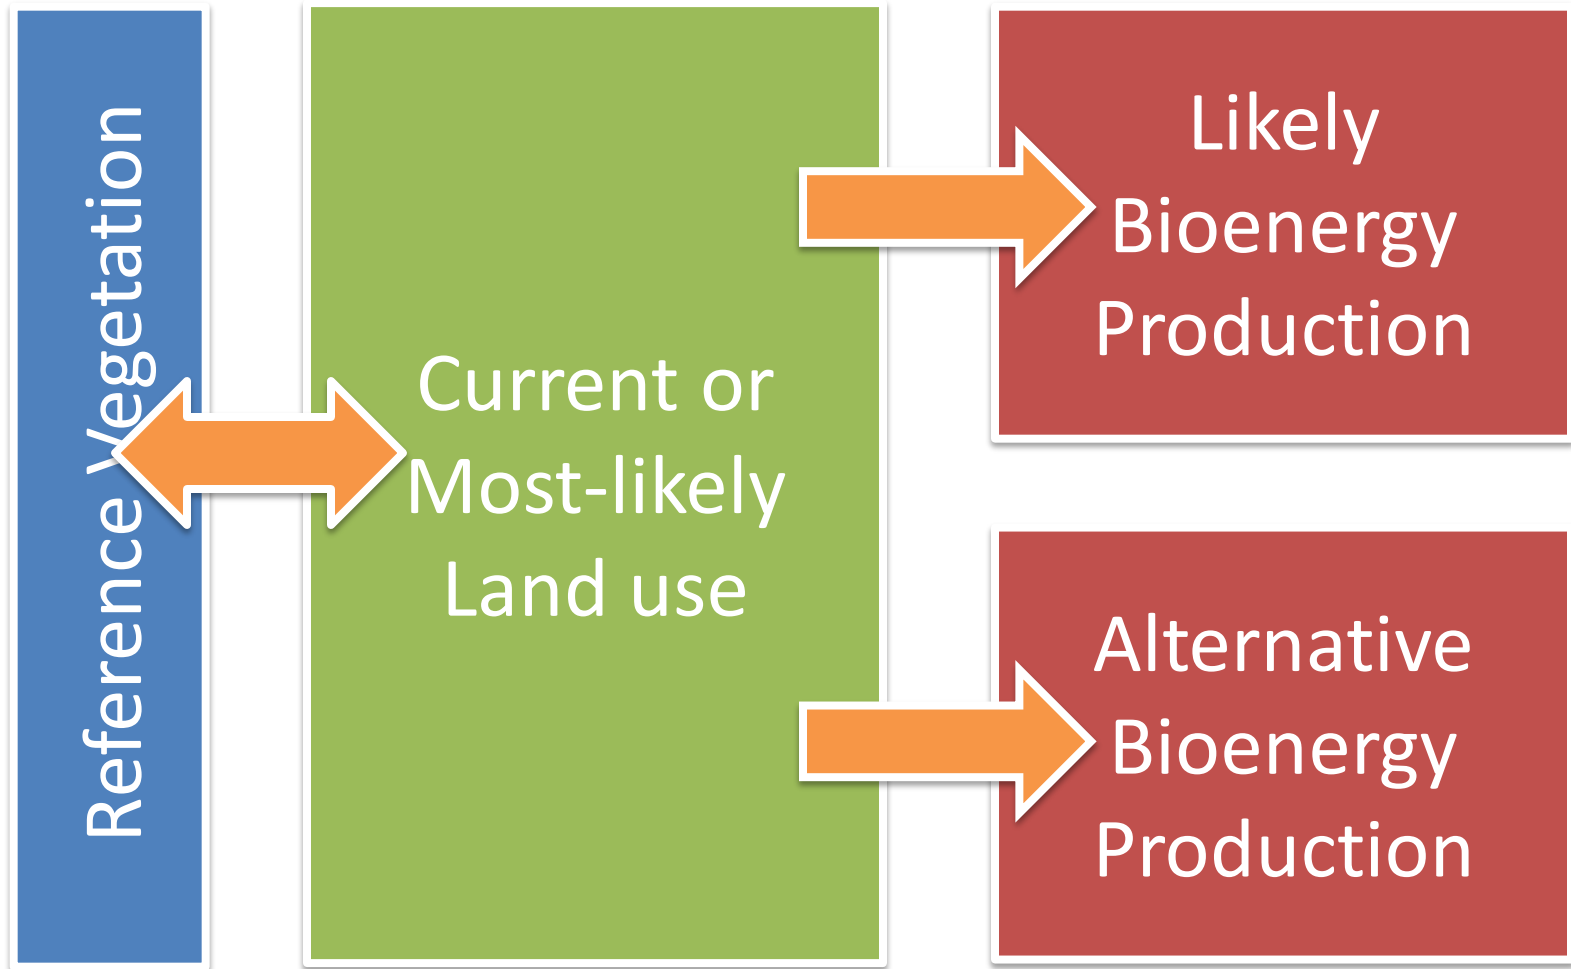 Reference Vegetation
Current or
Most-likely
Land use
Likely
Bioenergy
Production
Alternative
Bioenergy
Production